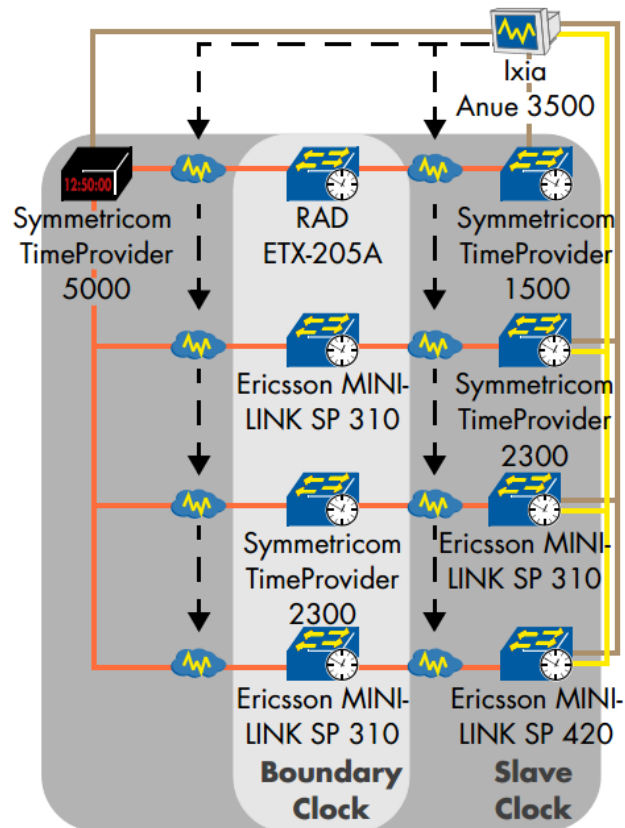 Ixia
Anue 3500
12:50:00
Symmetricom
TimeProvider
5000
RAD
ETX-205A
Symmetricom
TimeProvider
1500
Ericsson MINI-
LINK SP 310
Symmetricom
TimeProvider
2300
Symmetricom
TimeProvider
2300
Ericsson MINI-
LINK SP 310
Ericsson MINI-
LINK SP 310
Ericsson MINI-
LINK SP 420
Boundary
Clock
Slave
Clock